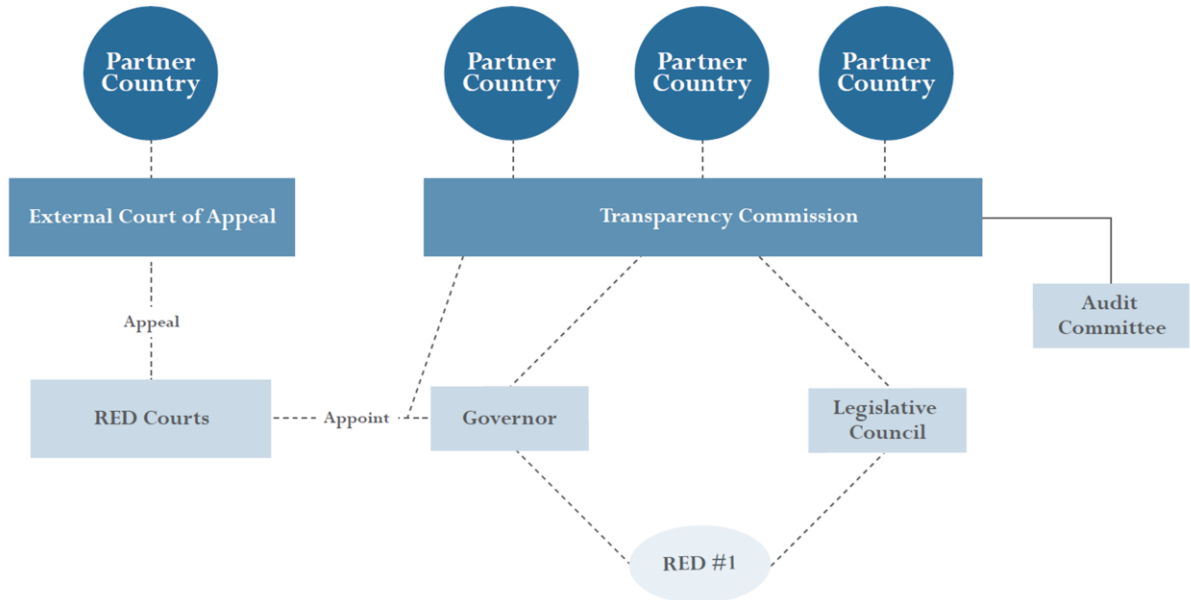 Partner
Country
Partner
Country
Partner
Country
Partner
Country
External Court of Appeal
Transparency Commission
Audit
Committee
Appeal
RED Courts
Appoint
Governor
Legislative
Council
RED #1